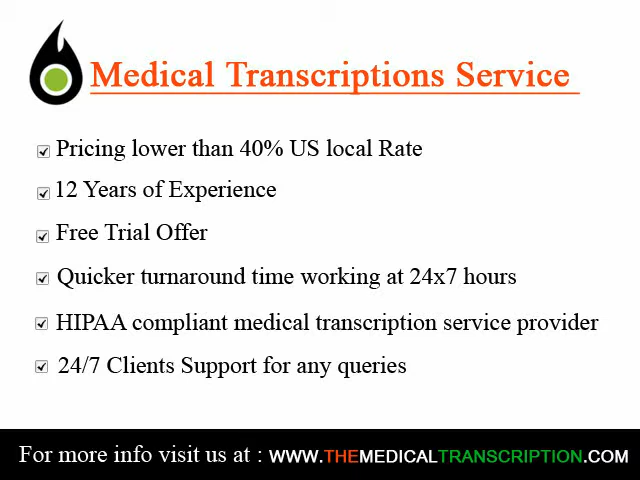 Medical Transcriptions Service
Pricing lower than 40% US local Rate
12 Years of Experience
Free Trial Offer
Quicker turnaround time working at 24x7 hours
HIPAA compliant medical transcription service provider
24/7 Clients Support for any queries
For more info visit us at : WWW.THEMEDICALTRANSCRIPTION.COM